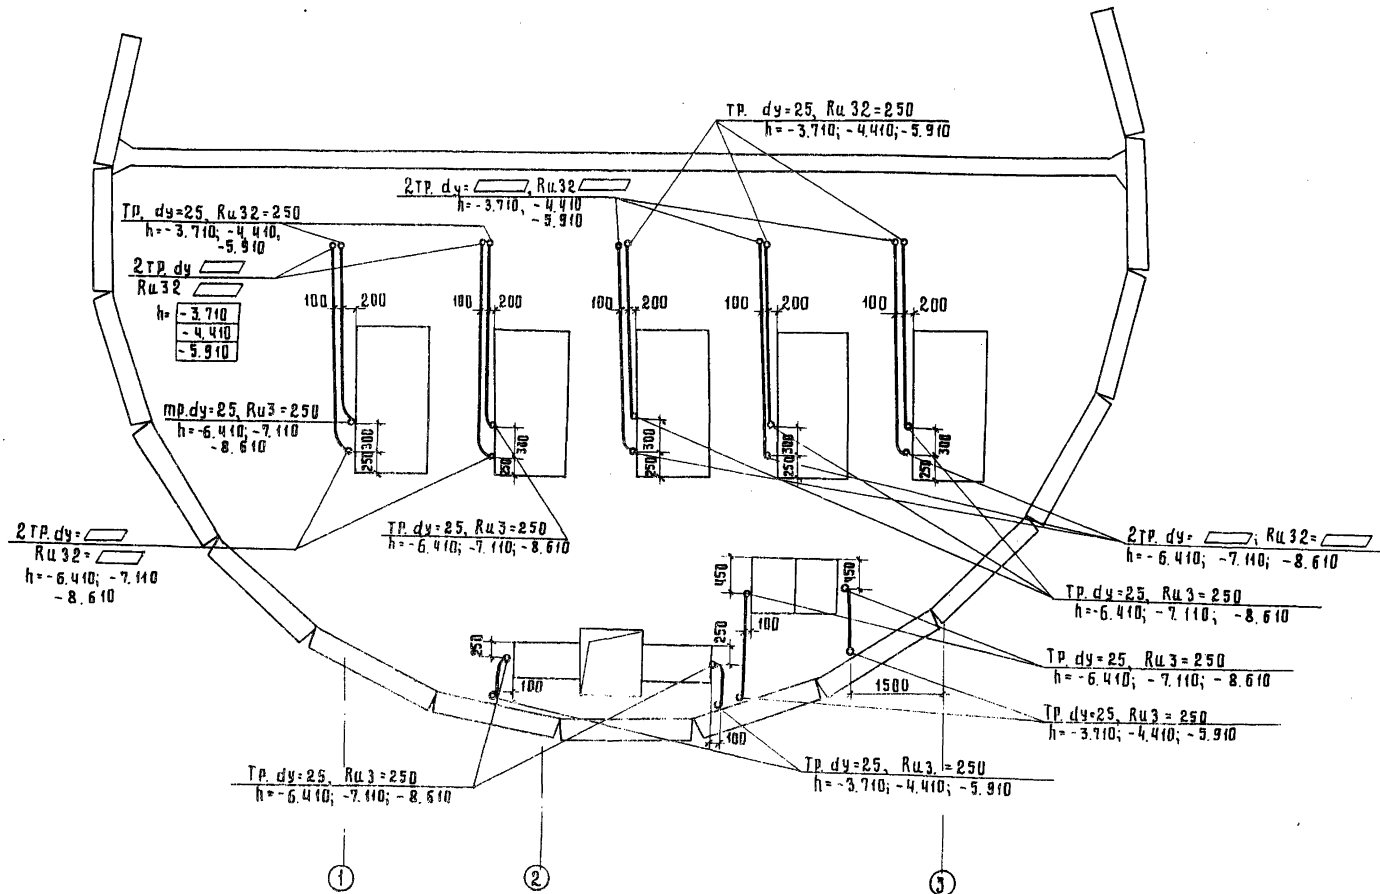 Тр. dy=25, Ru 32=250
h=-3.710; -4.410; -5.910
2Тр. dy= , Ru32
h=-3.710, -4.410
-5.910
Тр. dy=25, Ru32=250
h=-3.710; -4.410,
-5.910
2Тр. dy
Ru32
h= -3.710
-4.410
-5.910
100 200
100 200
100 200
100 200
100 200
тр.dy=25, Ru3=250
h=-6.410; -7.110
-8.610
300
250
300
250
300
250
300
250
300
250
2Тр. dy=
Ru32=
h=-6.410; -7.110
-8.610
Тр. dy=25, Ru3=250
h=-6.410; -7.110; -8.610
2Тр. dy= ; Ru32=
h=-6.410; -7.110; -8.610
Тр. dy=25, Ru3=250
h=-6.410; -7.110; -8.610
450
450
100
250
250
100
100
1500
Тр. dy=25, Ru3=250
h=-6.410; -7.110; -8.610
Тр. dy=25, Ru3=250
h=-3.710; -4.410; -5.910
Тр. dy=25, Ru3.=250
h=-3.710; -4.410; -5.910
Тр. dy=25, Ru3=250
h=-6.410; -7.110; -8.610
1
2
3